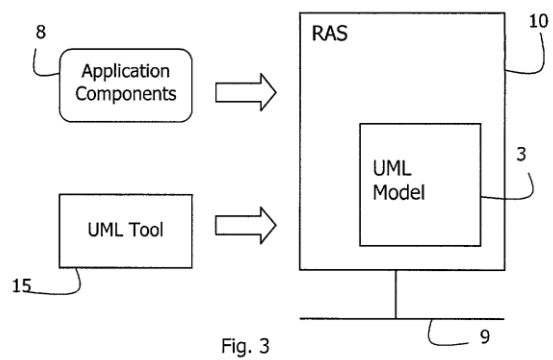 8
Application
Components
RAS
10
UML
Model
3
UML Tool
15
9
Fig. 3